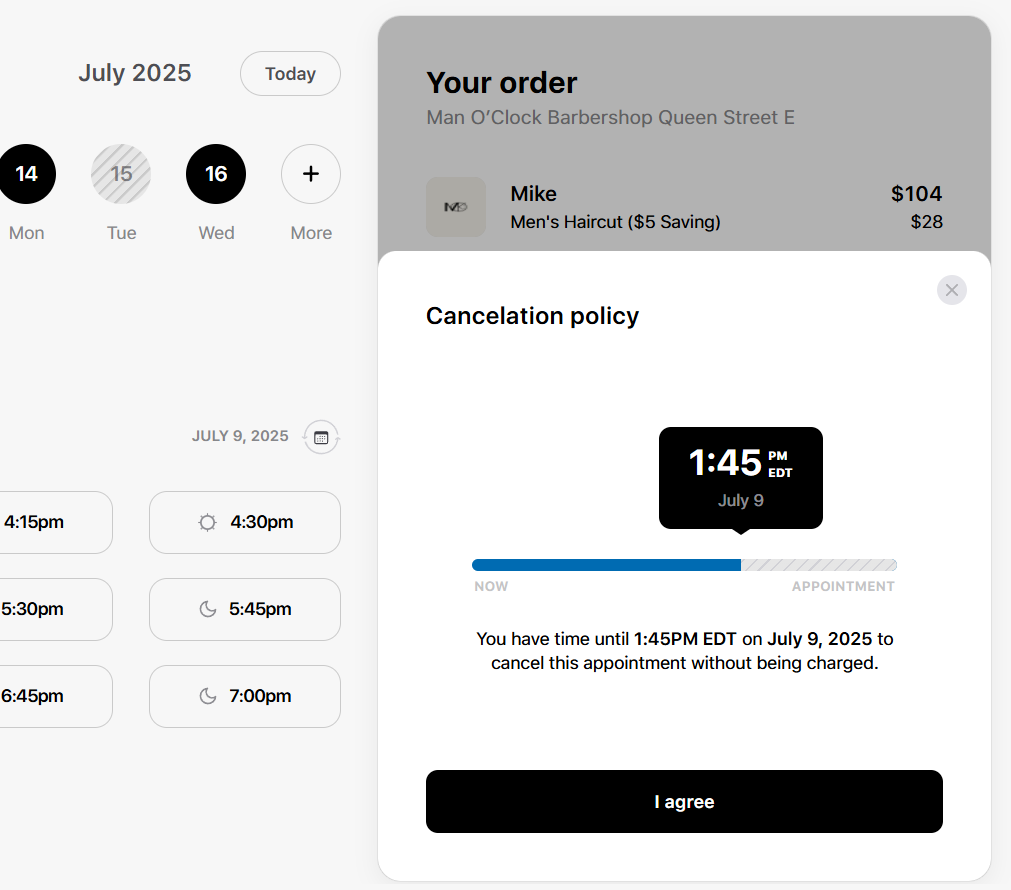 July 2025
Today
14
15
16
+
Mon
Tue
Wed
More
JULY 9, 2025
4:15pm
4:30pm
5:30pm
5:45pm
6:45pm
7:00pm
Your order
Man O’Clock Barbershop Queen Street E
Mike $104
Men's Haircut ($5 Saving) $28
Cancelation policy
1:45 PM EDT
July 9
NOW APPOINTMENT
You have time until 1:45PM EDT on July 9, 2025 to
cancel this appointment without being charged.
I agree